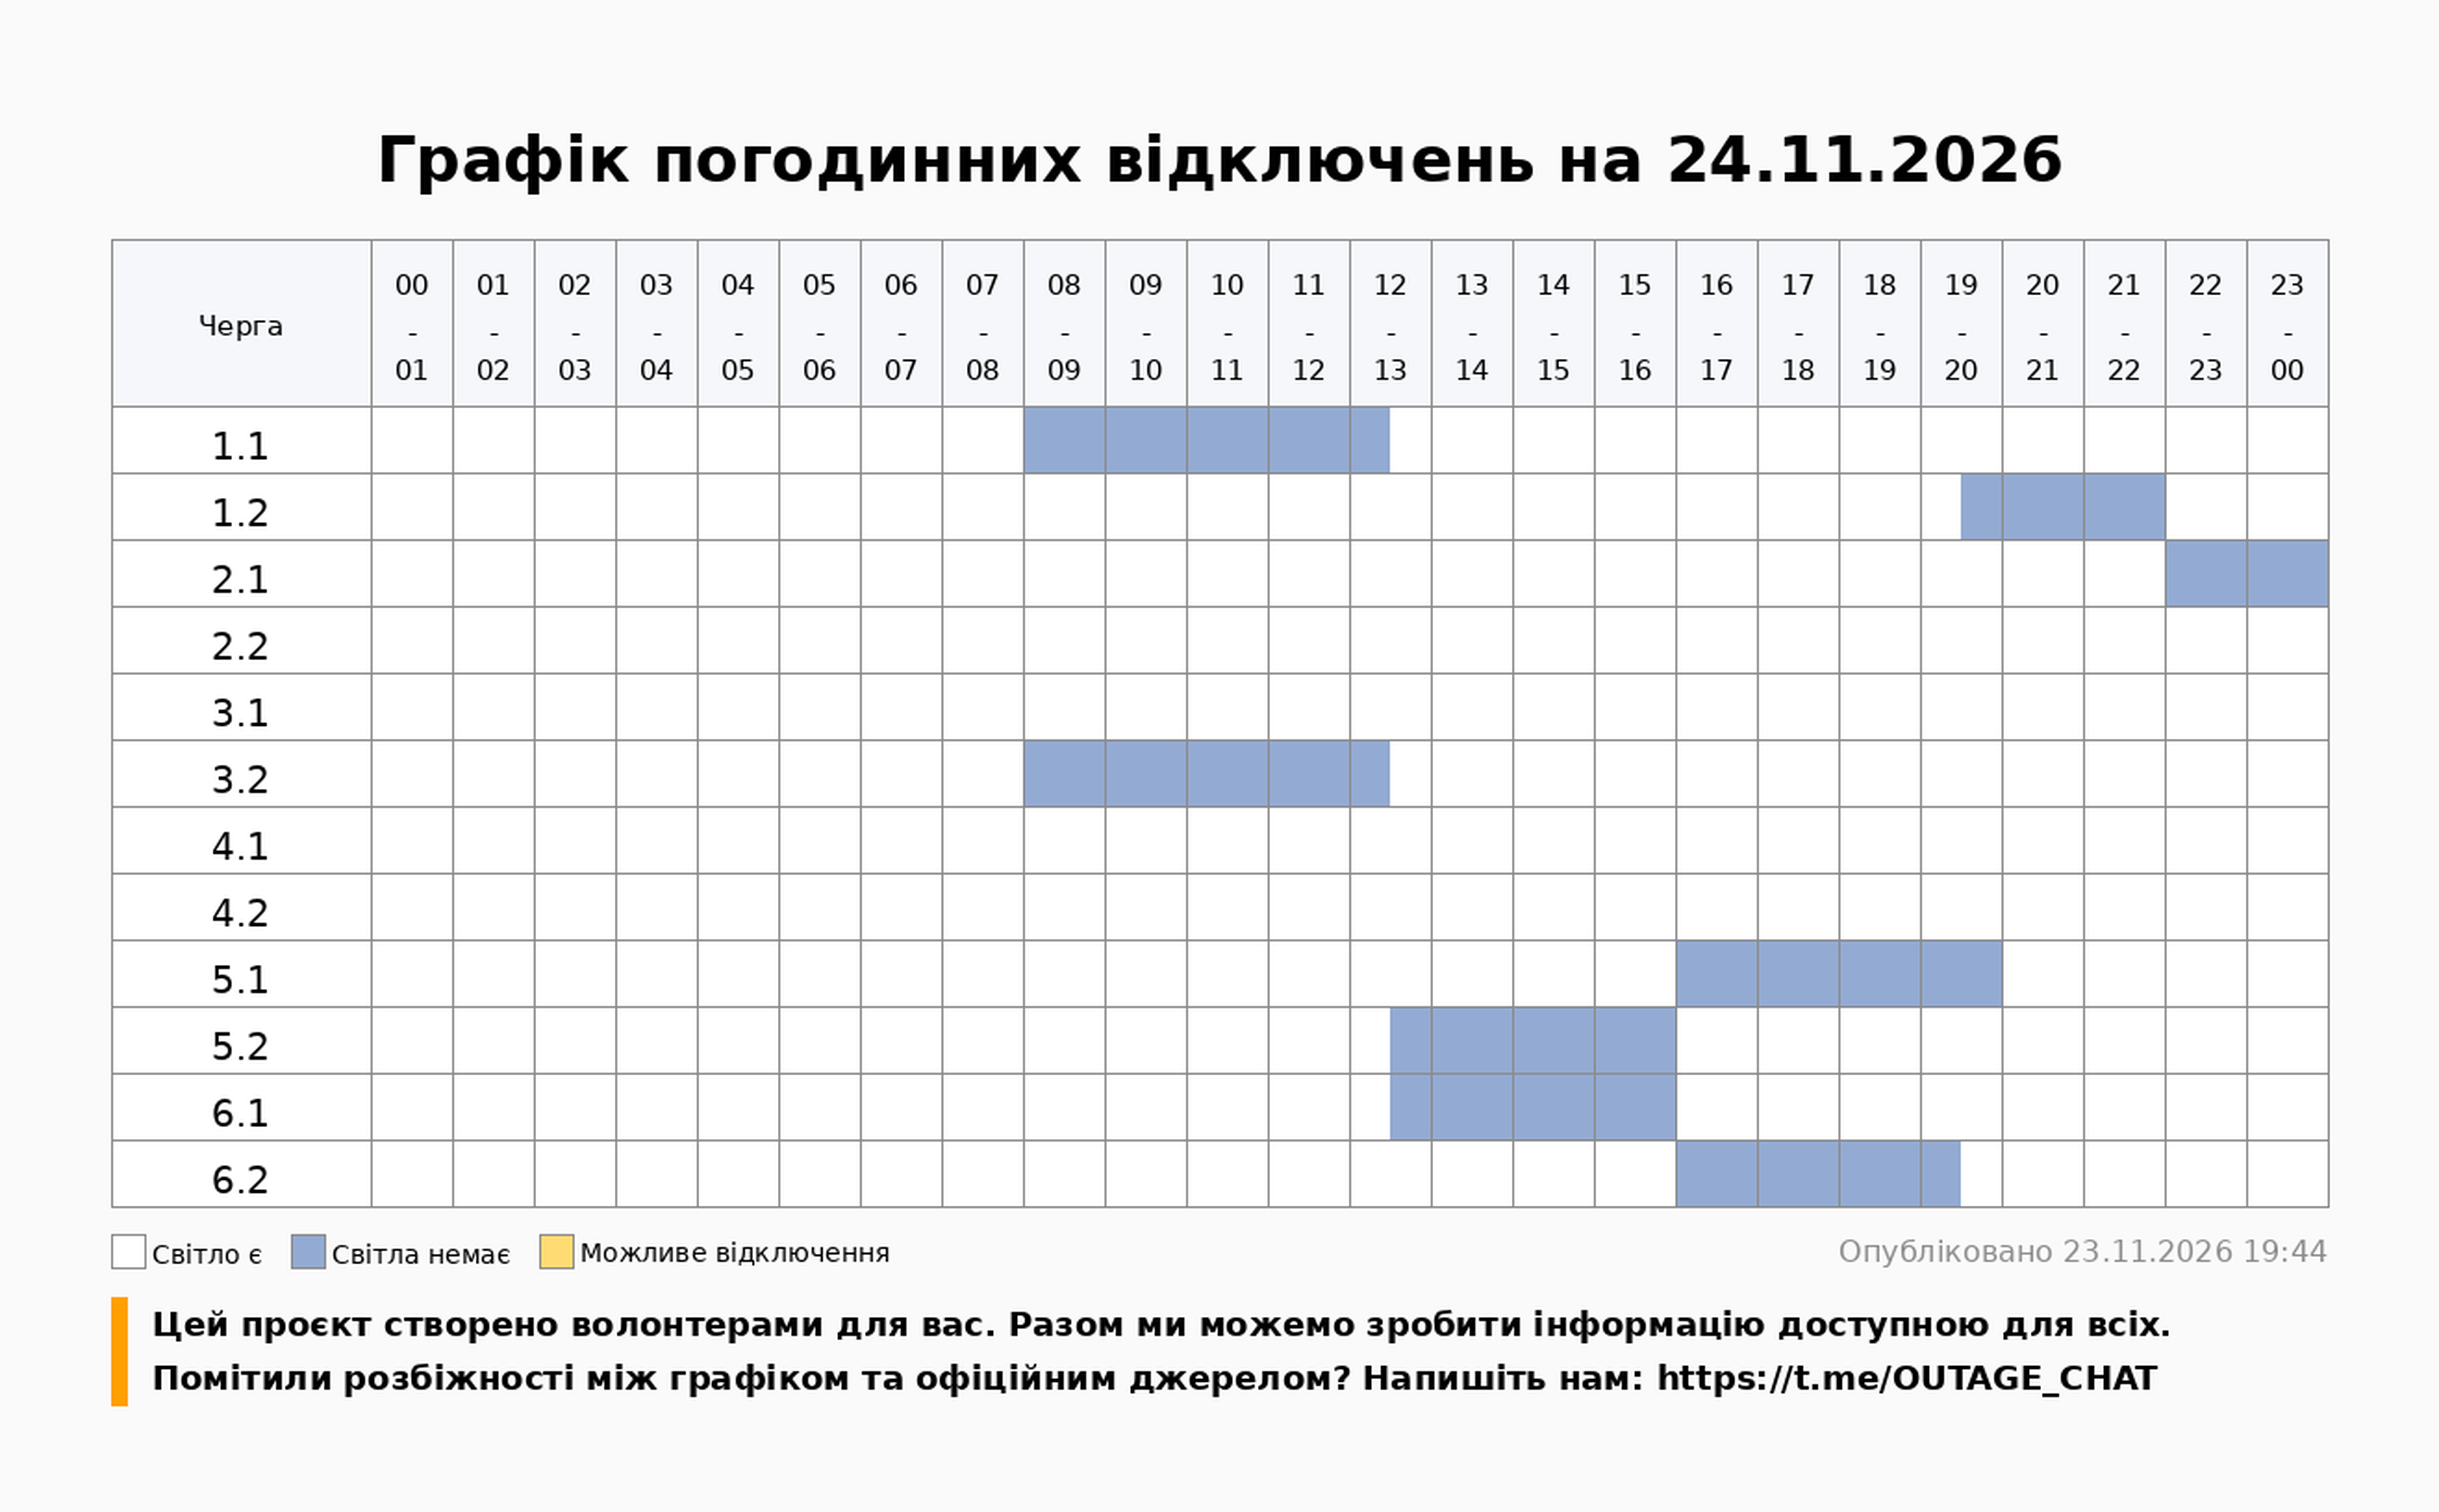 Графік погодинних відключень на 24.11.2026
Черга
00 - 01
01 - 02
02 - 03
03 - 04
04 - 05
05 - 06
06 - 07
07 - 08
08 - 09
09 - 10
10 - 11
11 - 12
12 - 13
13 - 14
14 - 15
15 - 16
16 - 17
17 - 18
18 - 19
19 - 20
20 - 21
21 - 22
22 - 23
23 - 00
1.1
1.2
2.1
2.2
3.1
3.2
4.1
4.2
5.1
5.2
6.1
6.2
Світло є
Світла немає
Можливе відключення
Опубліковано 23.11.2026 19:44
Цей проєкт створено волонтерами для вас. Разом ми можемо зробити інформацію доступною для всіх.
Помітили розбіжності між графіком та офіційним джерелом? Напишіть нам: https://t.me/OUTAGE_CHAT